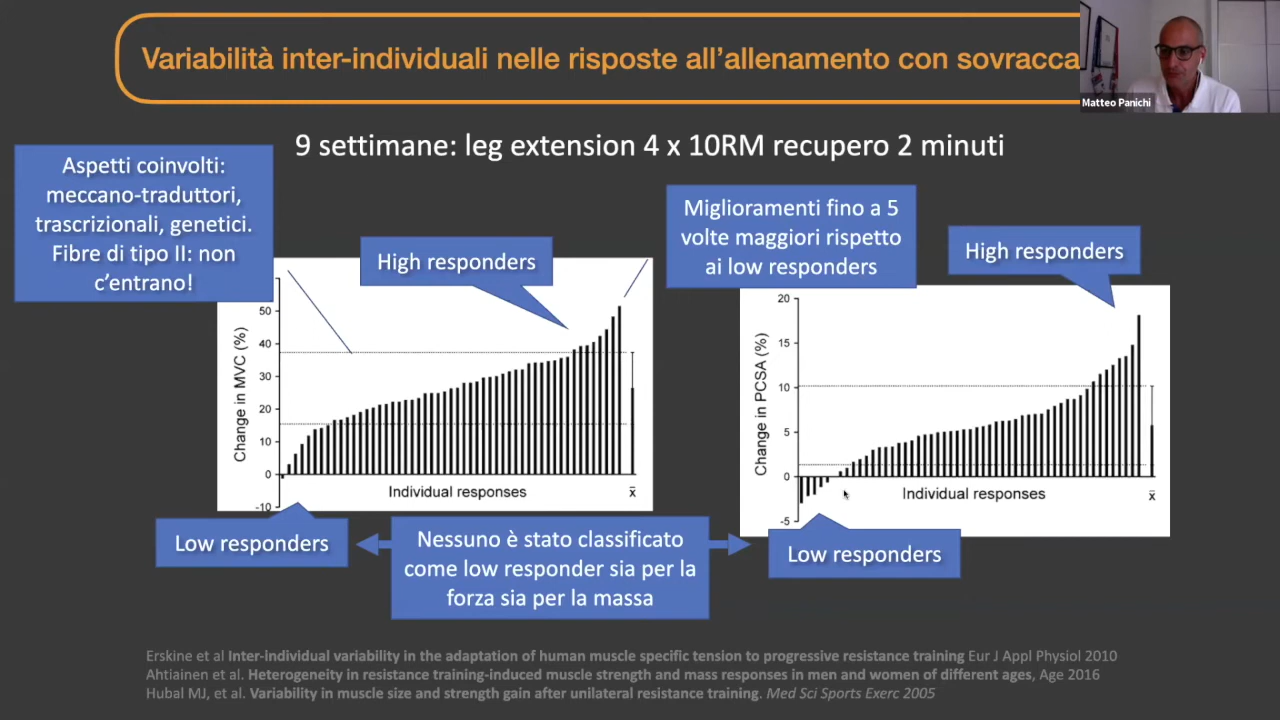 Variabilità inter-individuali nelle risposte all'allenamento con sovracca
Matteo Panichi
9 settimane: leg extension 4 x 10RM recupero 2 minuti
Aspetti coinvolti:
meccano-traduttori,
trascrizionali, genetici.
Fibre di tipo II: non
c'entrano!
High responders
Miglioramenti fino a 5
volte maggiori rispetto
ai low responders
High responders
Change in MVC (%)
50
40
30
20
10
0
-10
Individual responses
x̄
Change in PCSA (%)
20
15
10
5
0
-5
Individual responses
x̄
Low responders
Nessuno è stato classificato
come low responder sia per la
forza sia per la massa
Low responders
Erskine et al Inter-individual variability in the adaptation of human muscle specific tension to progressive resistance training Eur J Appl Physiol 2010
Ahtiainen et al. Heterogeneity in resistance training-induced muscle strength and mass responses in men and women of different ages, Age 2016
Hubal MJ, et al. Variability in muscle size and strength gain after unilateral resistance training. Med Sci Sports Exerc 2005